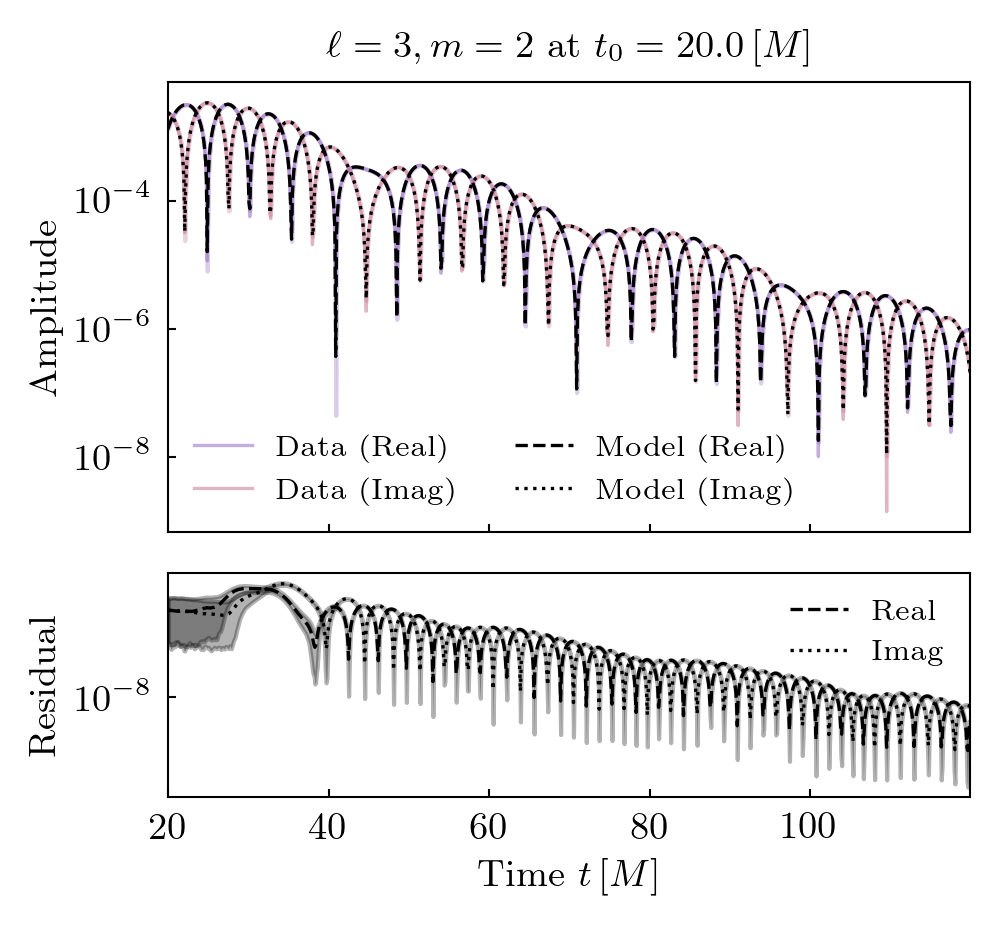 ℓ = 3, m = 2 at t₀ = 20.0 [M]
Amplitude
10⁻⁴
10⁻⁶
10⁻⁸
Data (Real)
Data (Imag)
Model (Real)
Model (Imag)
Residual
10⁻⁸
Real
Imag
20 40 60 80 100
Time t [M]